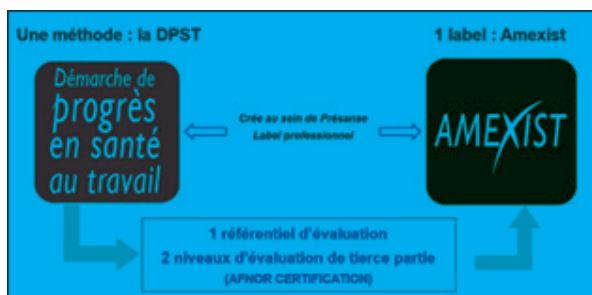 Une méthode : la DPST
1 label : Amexist
Démarche de
progrès
en santé
au travail
Crée au sein de Présanse
Label professionnel
AMEXIST
1 référentiel d'évaluation
2 niveaux d'évaluation de tierce partie
(AFNOR CERTIFICATION)